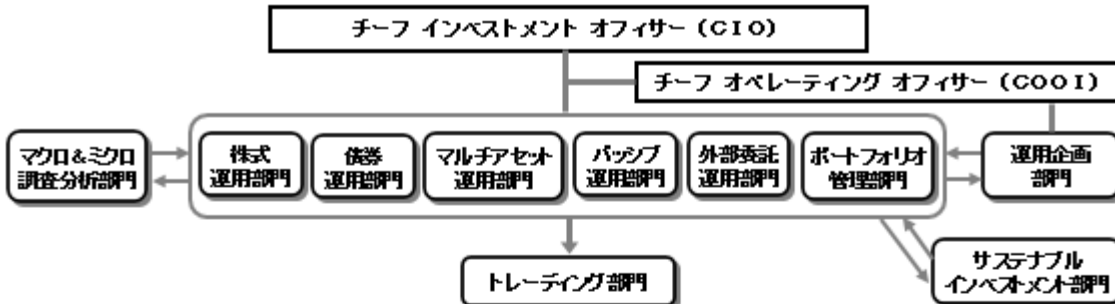 チーフ インベストメント オフィサー (CIO)
チーフ オペレーティング オフィサー (COOI)
マクロ&ミクロ
調査分析部門
株式
運用部門
債券
運用部門
マルチアセット
運用部門
パッシブ
運用部門
外部委託
運用部門
ポートフォリオ
管理部門
運用企画
部門
トレーディング部門
サステナブル
インベストメント部門